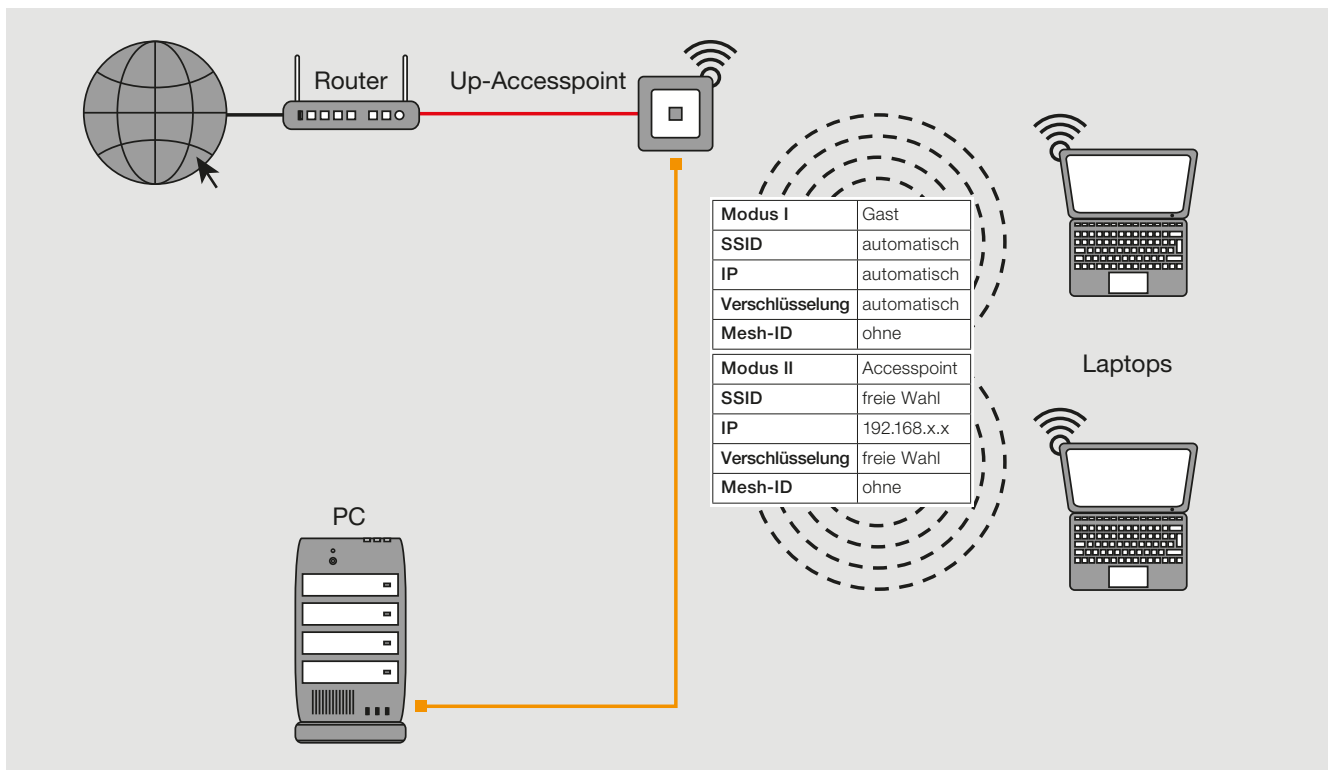 Router
Up-Accesspoint
Modus I Gast
SSID automatisch
IP automatisch
Verschlüsselung automatisch
Mesh-ID ohne
Modus II Accesspoint
SSID freie Wahl
IP 192.168.x.x
Verschlüsselung freie Wahl
Mesh-ID ohne
Laptops
PC